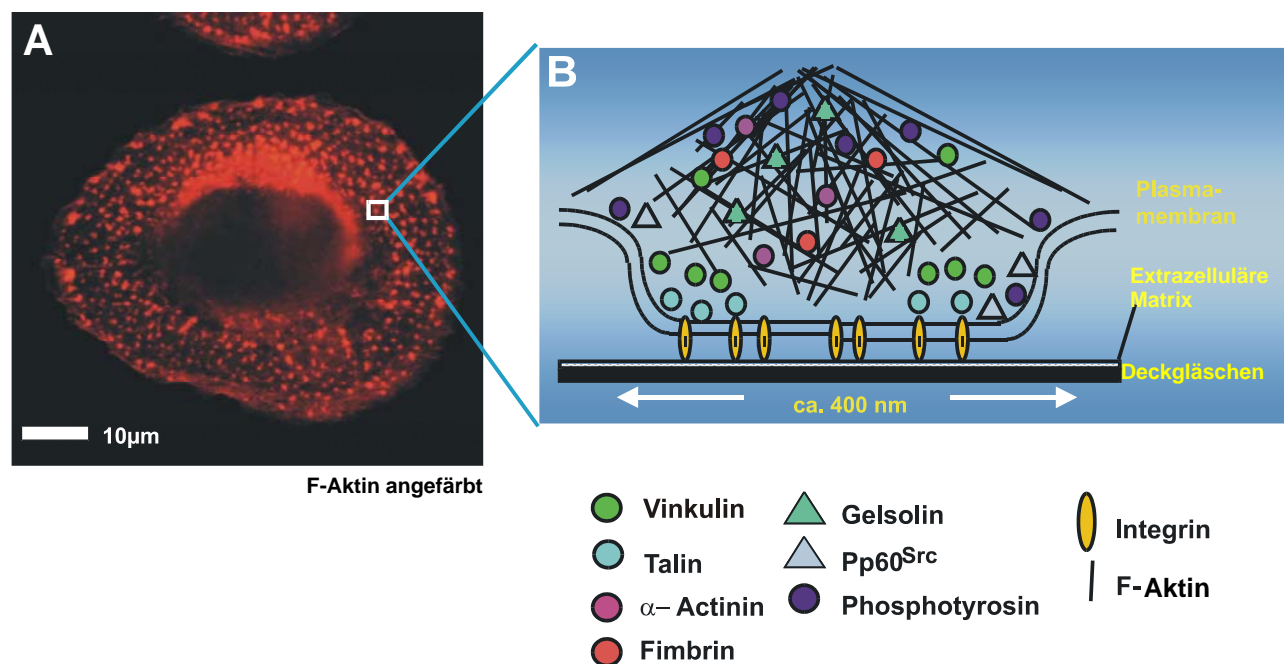 A
10µm
F-Aktin angefärbt
B
Plasma-
membran
Extrazelluläre
Matrix
Deckgläschen
ca. 400 nm
Vinkulin
Talin
α– Actinin
Fimbrin
Gelsolin
Pp60Src
Phosphotyrosin
Integrin
F-Aktin